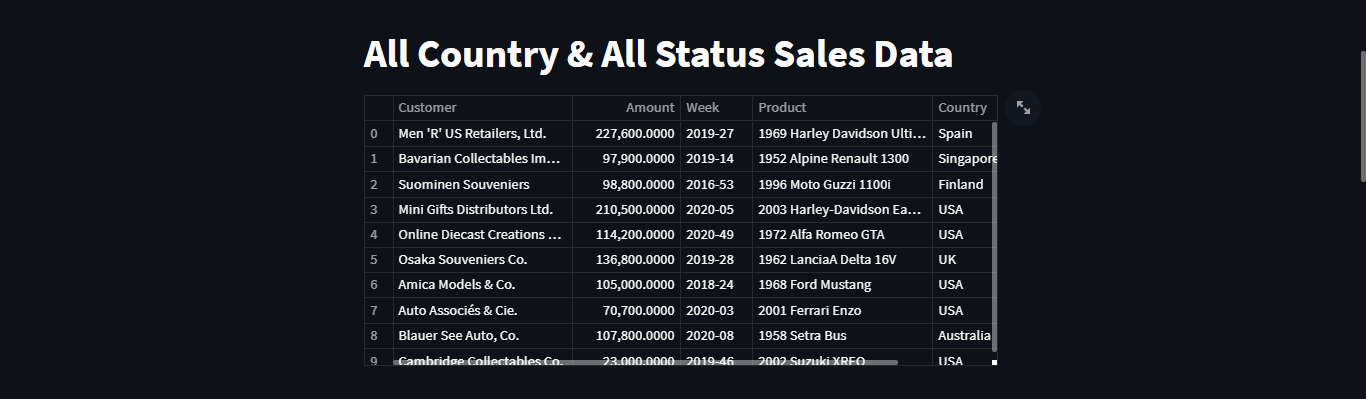 All Country & All Status Sales Data
Customer Amount Week Product Country
0 Men 'R' US Retailers, Ltd. 227,600.0000 2019-27 1969 Harley Davidson Ulti... Spain
1 Bavarian Collectables Im... 97,900.0000 2019-14 1952 Alpine Renault 1300 Singapore
2 Suominen Souveniers 98,800.0000 2016-53 1996 Moto Guzzi 1100i Finland
3 Mini Gifts Distributors Ltd. 210,500.0000 2020-05 2003 Harley-Davidson Ea... USA
4 Online Diecast Creations ... 114,200.0000 2020-49 1972 Alfa Romeo GTA USA
5 Osaka Souveniers Co. 136,800.0000 2019-28 1962 LanciaA Delta 16V UK
6 Amica Models & Co. 105,000.0000 2018-24 1968 Ford Mustang USA
7 Auto Associés & Cie. 70,700.0000 2020-03 2001 Ferrari Enzo USA
8 Blauer See Auto, Co. 107,800.0000 2020-08 1958 Setra Bus Australia
9 Cambridge Collectables Co. 23,000.0000 2019-46 2002 Suzuki XREO USA